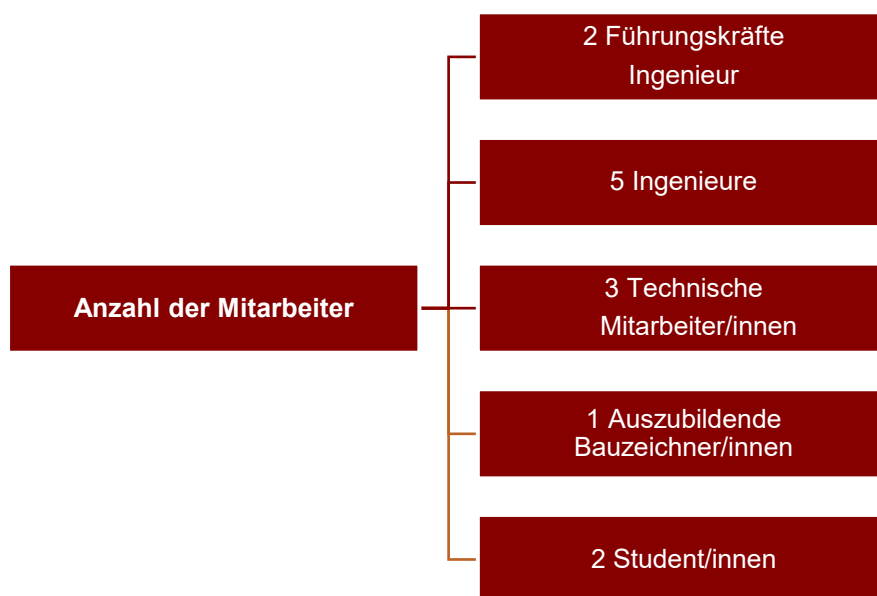 Anzahl der Mitarbeiter
2 Führungskräfte
Ingenieur
5 Ingenieure
3 Technische
Mitarbeiter/innen
1 Auszubildende
Bauzeichner/innen
2 Student/innen